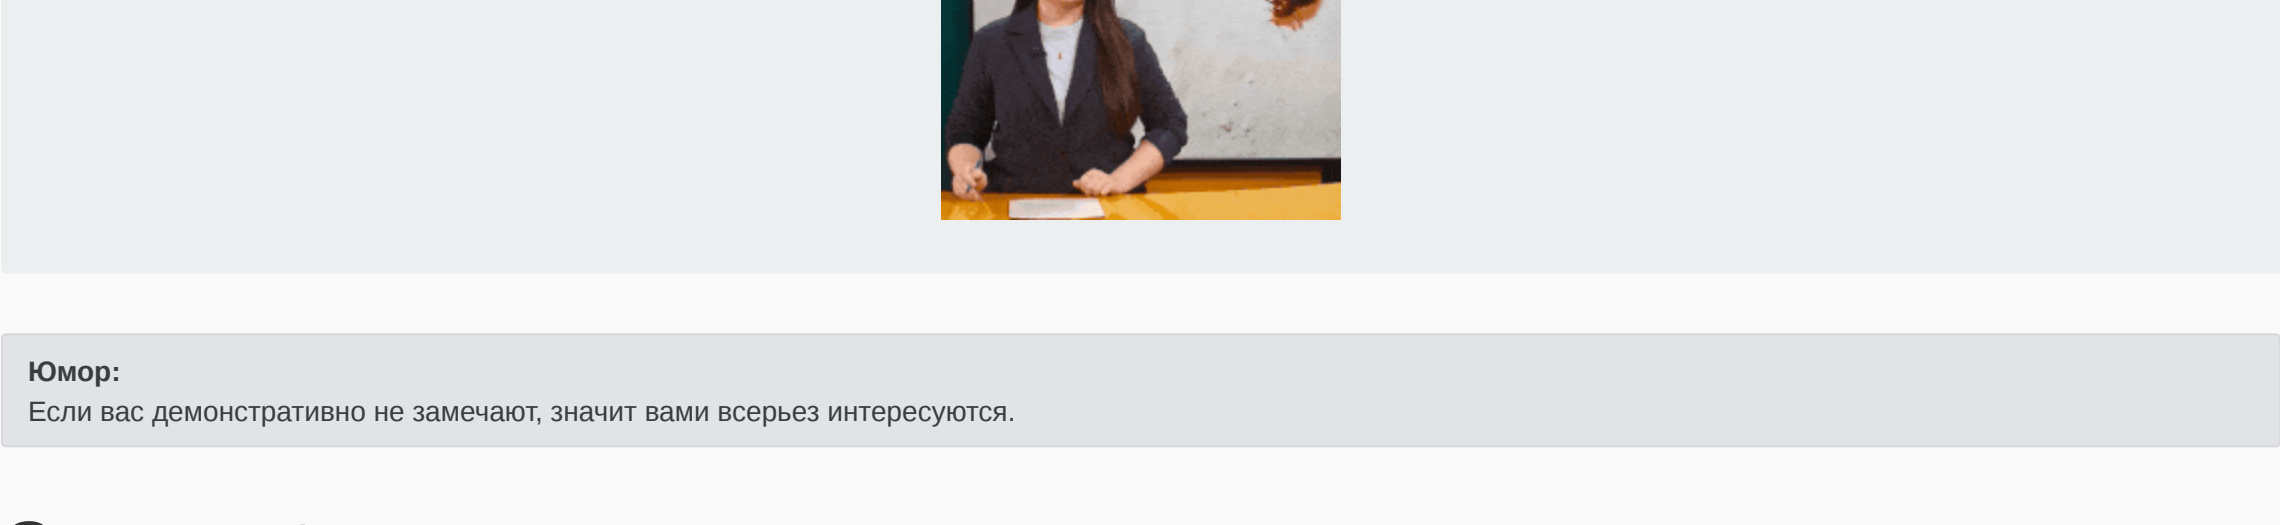 Юмор:
Если вас демонстративно не замечают, значит вами всерьез интересуются.